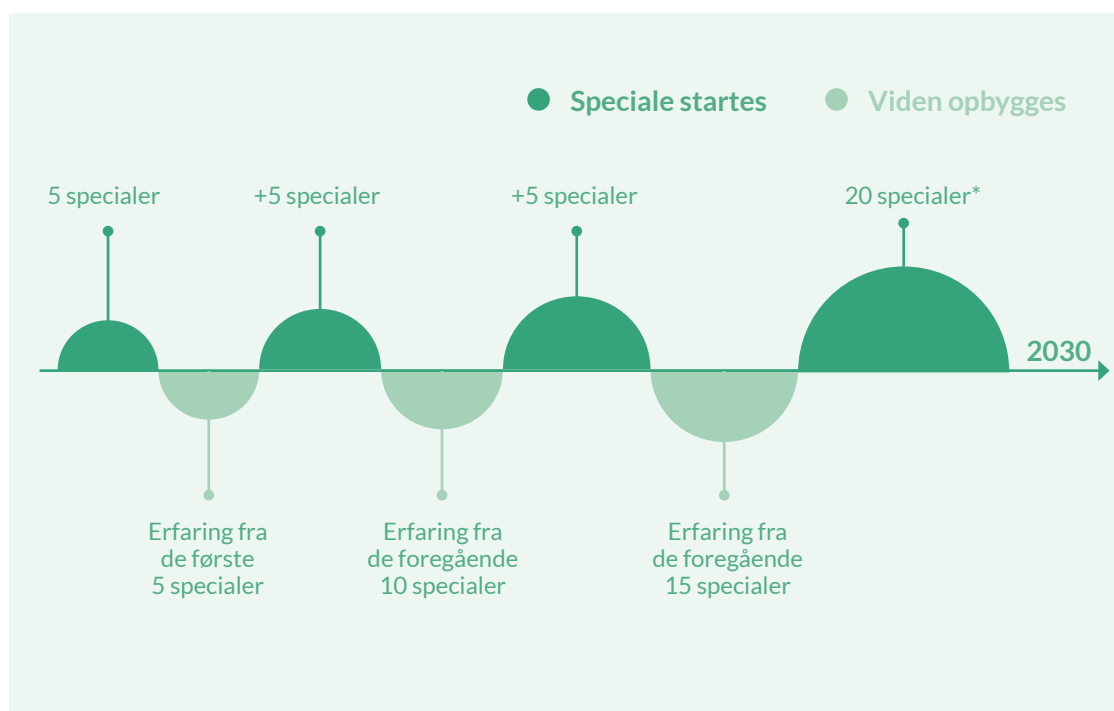 Speciale startes
Viden opbygges
5 specialer
+5 specialer
+5 specialer
20 specialer*
2030
Erfaring fra
de første
5 specialer
Erfaring fra
de foregående
10 specialer
Erfaring fra
de foregående
15 specialer